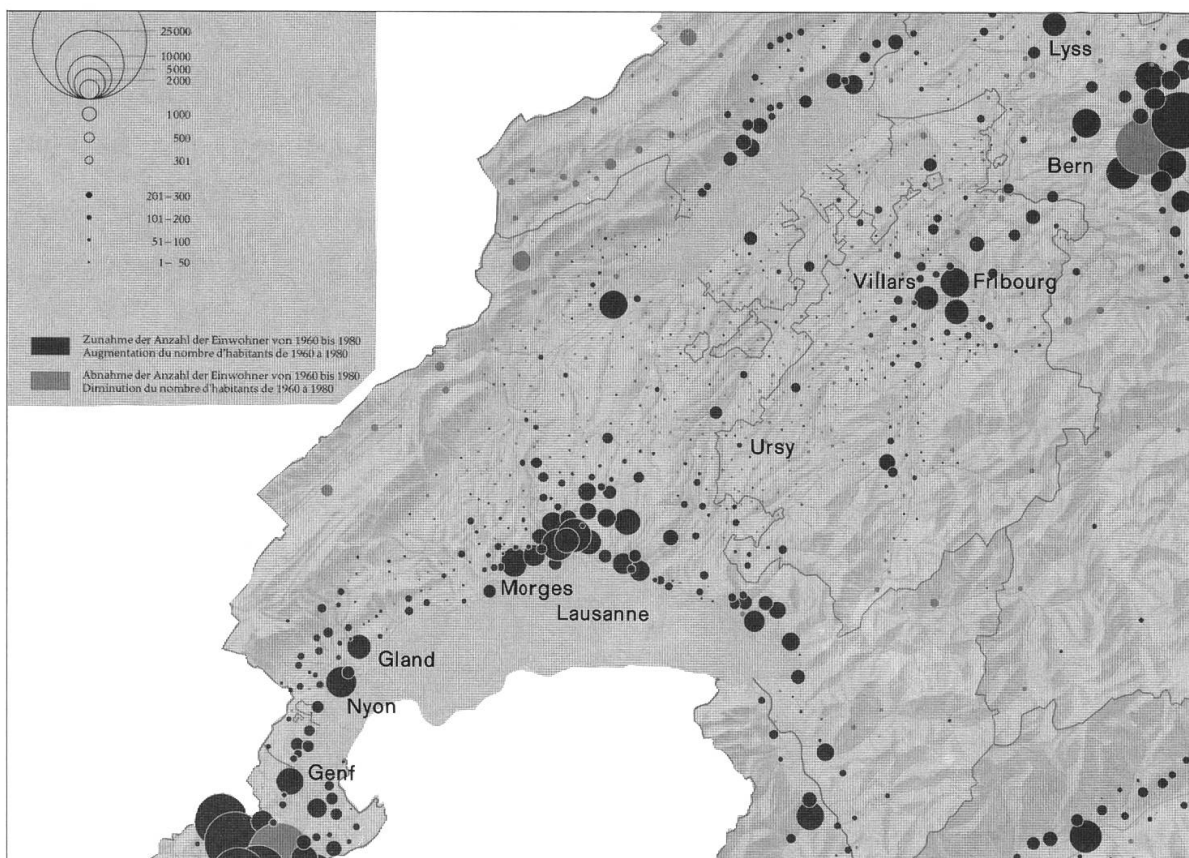 25000
10000
5000
2000
1000
500
301
201–300
101–200
51–100
1– 50
Zunahme der Anzahl der Einwohner von 1960 bis 1980
Augmentation du nombre d'habitants de 1960 à 1980
Abnahme der Anzahl der Einwohner von 1960 bis 1980
Diminution du nombre d'habitants de 1960 à 1980
Lyss
Bern
Villars
Fribourg
Ursy
Morges
Lausanne
Gland
Nyon
Genf